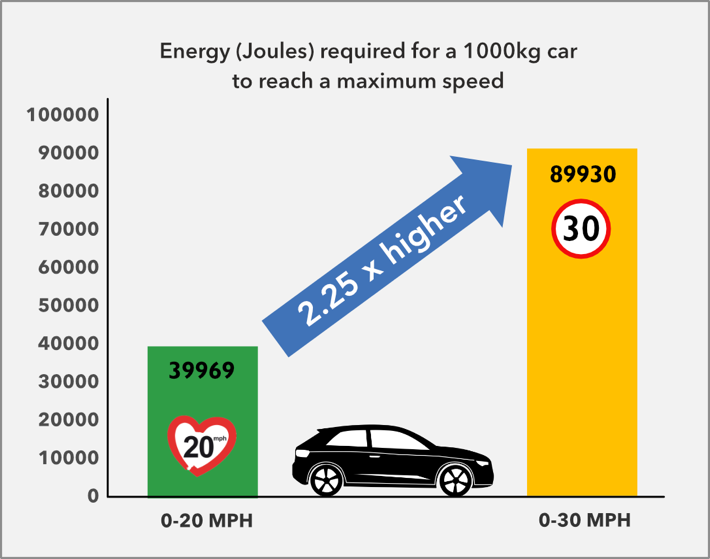 Energy (Joules) required for a 1000kg car
to reach a maximum speed
100000
90000
80000
70000
60000
50000
40000
30000
20000
10000
0
2.25 x higher
89930
30
39969
20 mph
0-20 MPH
0-30 MPH